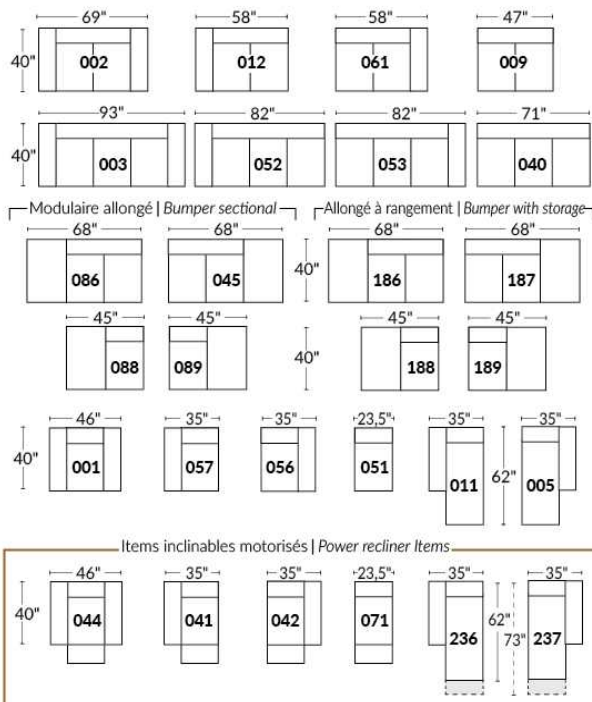 69" 58" 58" 47"
40" 002 012 061 009
93" 82" 82" 71"
40" 003 052 053 040
Modulaire allongé | Bumper sectional Allongé à rangement | Bumper with storage
68" 68" 68" 68"
086 045 40" 186 187
45" 45" 45" 45"
088 089 40" 188 189
46" 35" 35" 23,5" 35" 35"
40" 001 057 056 051 011 62" 005
Items inclinables motorisés | Power recliner Items
46" 35" 35" 23,5" 35" 35"
40" 044 041 042 071 236 62" 73" 237